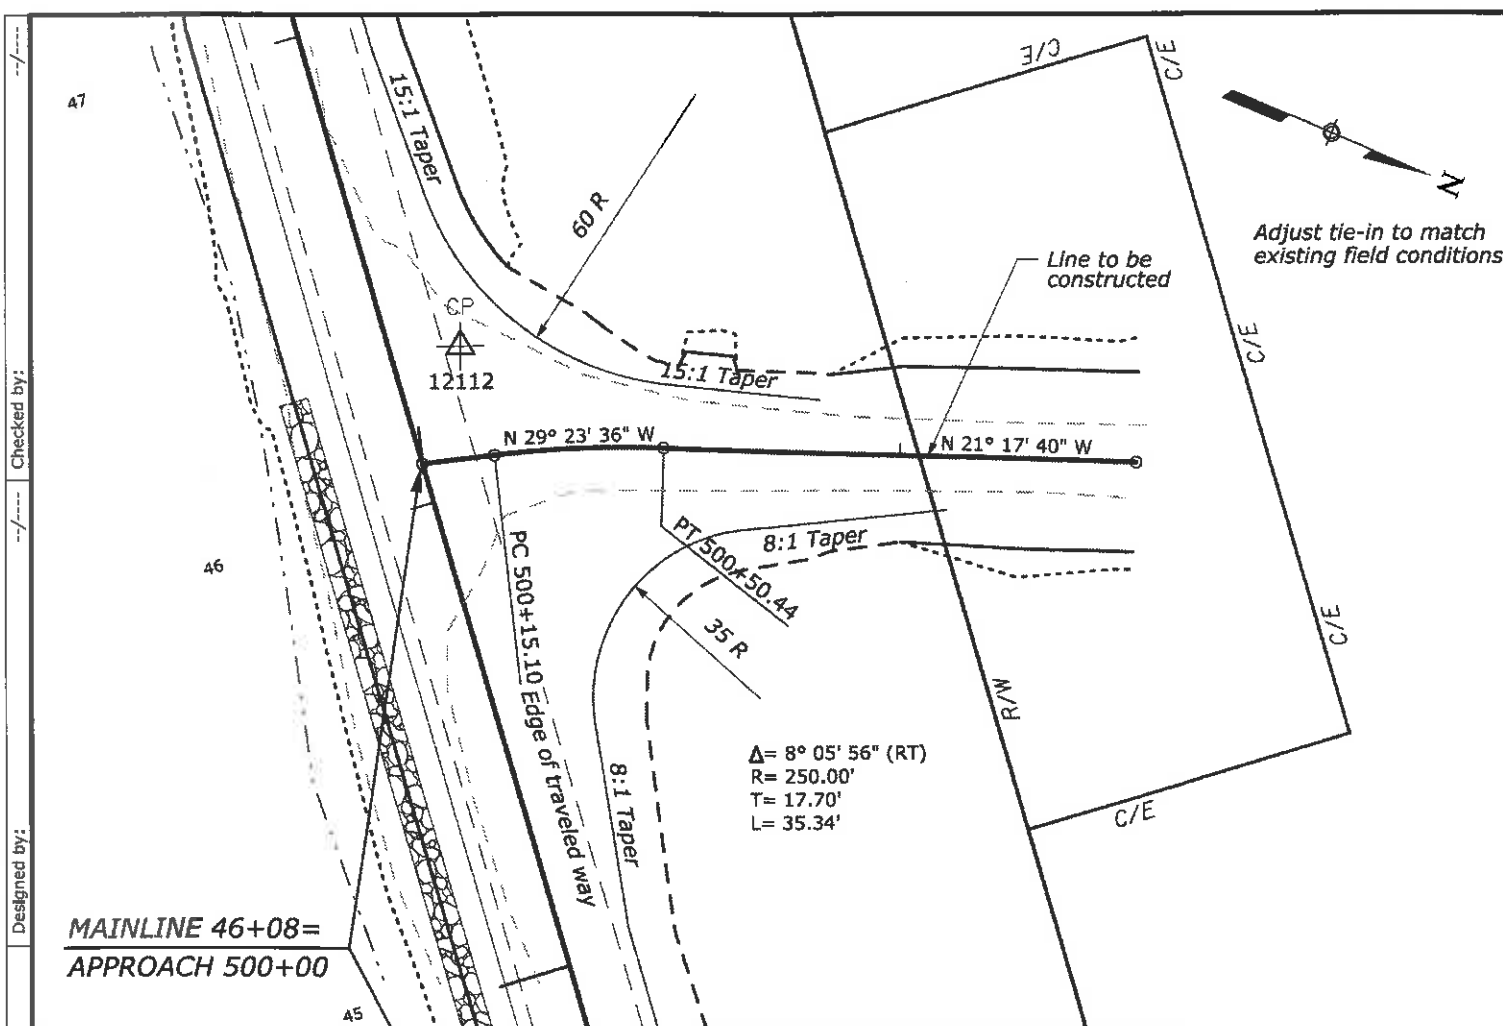 --/----
Checked by:
--/----
Designed by:
47
46
45
15:1 Taper
60 R
C/E
C/E
N
Adjust tie-in to match
existing field conditions
Line to be
constructed
CP
12112
15:1 Taper
C/E
N 29° 23' 36" W
N 21° 17' 40" W
PC 500+15.10 Edge of traveled way
PT 500+50.44
8:1 Taper
35 R
C/E
R/W
8:1 Taper
Δ= 8° 05' 56" (RT)
R= 250.00'
T= 17.70'
L= 35.34'
C/E
MAINLINE 46+08=
APPROACH 500+00